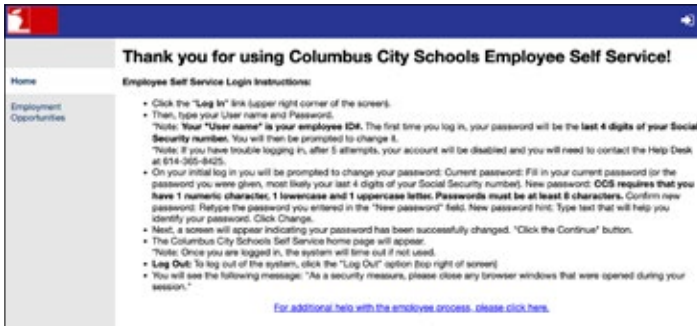 Thank you for using Columbus City Schools Employee Self Service!
Home
Employee Self Service Login Instructions:
Employment
Opportunities
• Click the "Log In" link (upper right corner of the screen).
• Then, type your User name and Password.
"Note: Your "User name" is your employee ID#. The first time you log in, your password will be the last 4 digits of your Social
Security number. You will then be prompted to change it.
"Note: If you have trouble logging in, after 5 attempts, your account will be disabled and you will need to contact the Help Desk
at 614-365-8425.
• On your initial log in you will be prompted to change your password: Current password: Fill in your current password (or the
password you were given, most likely your last 4 digits of your Social Security number). New password: CCS requires that you
have 1 numeric character, 1 lowercase and 1 uppercase letter. Passwords must be at least 8 characters. Confirm new
password: Retype the password you entered in the "New password" field. New password hint: Type text that will help you
identify your password. Click Change.
• Next, a screen will appear indicating your password has been successfully changed. "Click the Continue" button.
• The Columbus City Schools Self Service home page will appear.
"Note: Once you are logged in, the system will time out if not used.
• Log Out: To log out of the system, click the "Log Out" option (top right of screen)
• You will see the following message: "As a security measure, please close any browser windows that were opened during your
session."
For additional help with the employee process, please click here.